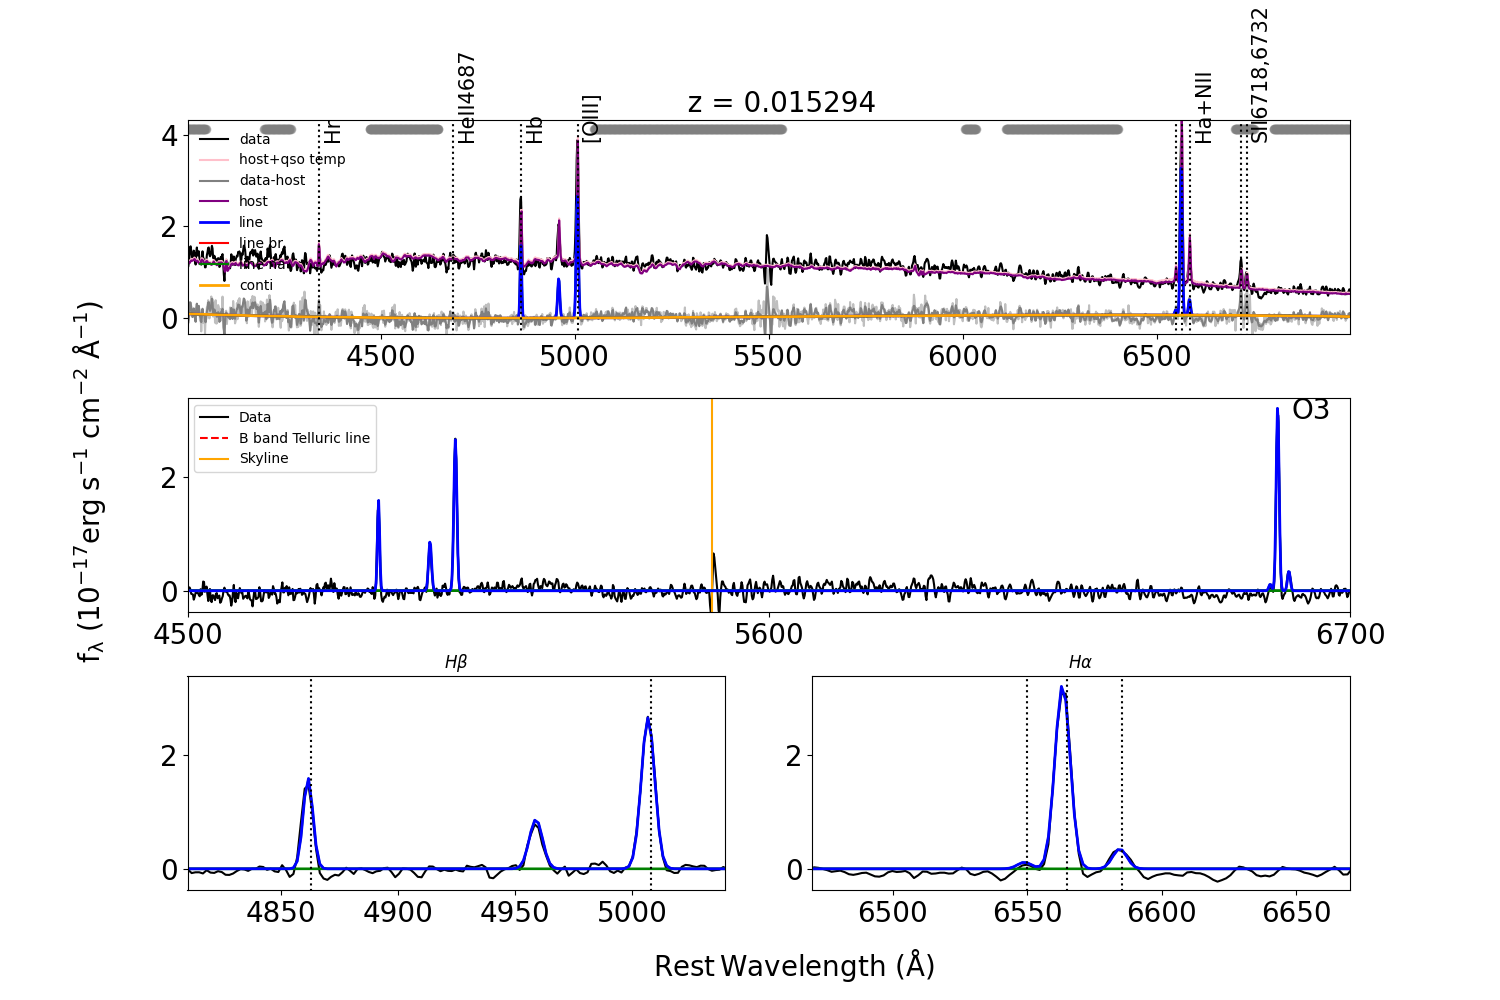 z = 0.015294
Hr
HeII4687
Hb
[OIII]
Ha+NII
SII6718,6732
data
host+qso temp
data-host
host
line
line br
conti
4
2
0
4500 5000 5500 6000 6500
fλ (10⁻¹⁷erg s⁻¹ cm⁻² Å⁻¹)
O3
Data
B band Telluric line
Skyline
2
0
4500 5600 6700
Hβ
2
0
4850 4900 4950 5000
Hα
2
0
6500 6550 6600 6650
Rest Wavelength (Å)